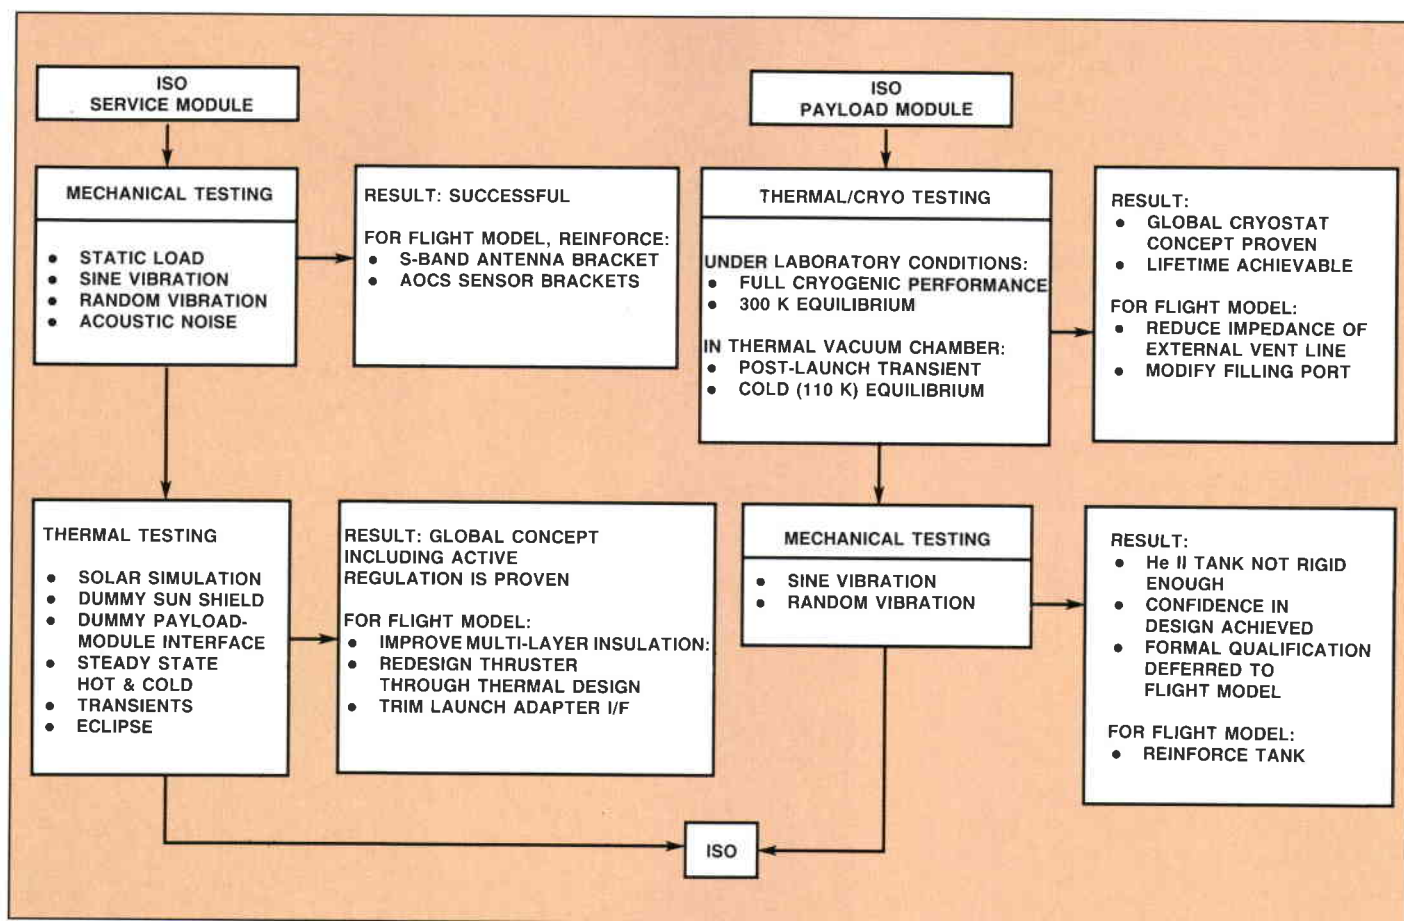 ISO
SERVICE MODULE
MECHANICAL TESTING
● STATIC LOAD
● SINE VIBRATION
● RANDOM VIBRATION
● ACOUSTIC NOISE
RESULT: SUCCESSFUL
FOR FLIGHT MODEL, REINFORCE:
● S-BAND ANTENNA BRACKET
● AOCS SENSOR BRACKETS
THERMAL TESTING
● SOLAR SIMULATION
● DUMMY SUN SHIELD
● DUMMY PAYLOAD-
MODULE INTERFACE
● STEADY STATE
HOT & COLD
● TRANSIENTS
● ECLIPSE
RESULT: GLOBAL CONCEPT
INCLUDING ACTIVE
REGULATION IS PROVEN
FOR FLIGHT MODEL:
● IMPROVE MULTI-LAYER INSULATION:
● REDESIGN THRUSTER
THROUGH THERMAL DESIGN
● TRIM LAUNCH ADAPTER I/F
ISO
PAYLOAD MODULE
THERMAL/CRYO TESTING
UNDER LABORATORY CONDITIONS:
● FULL CRYOGENIC PERFORMANCE
● 300 K EQUILIBRIUM
IN THERMAL VACUUM CHAMBER:
● POST-LAUNCH TRANSIENT
● COLD (110 K) EQUILIBRIUM
RESULT:
● GLOBAL CRYOSTAT
CONCEPT PROVEN
● LIFETIME ACHIEVABLE
FOR FLIGHT MODEL:
● REDUCE IMPEDANCE OF
EXTERNAL VENT LINE
● MODIFY FILLING PORT
MECHANICAL TESTING
● SINE VIBRATION
● RANDOM VIBRATION
RESULT:
● He II TANK NOT RIGID
ENOUGH
● CONFIDENCE IN
DESIGN ACHIEVED
● FORMAL QUALIFICATION
DEFERRED TO
FLIGHT MODEL
FOR FLIGHT MODEL:
● REINFORCE TANK
ISO